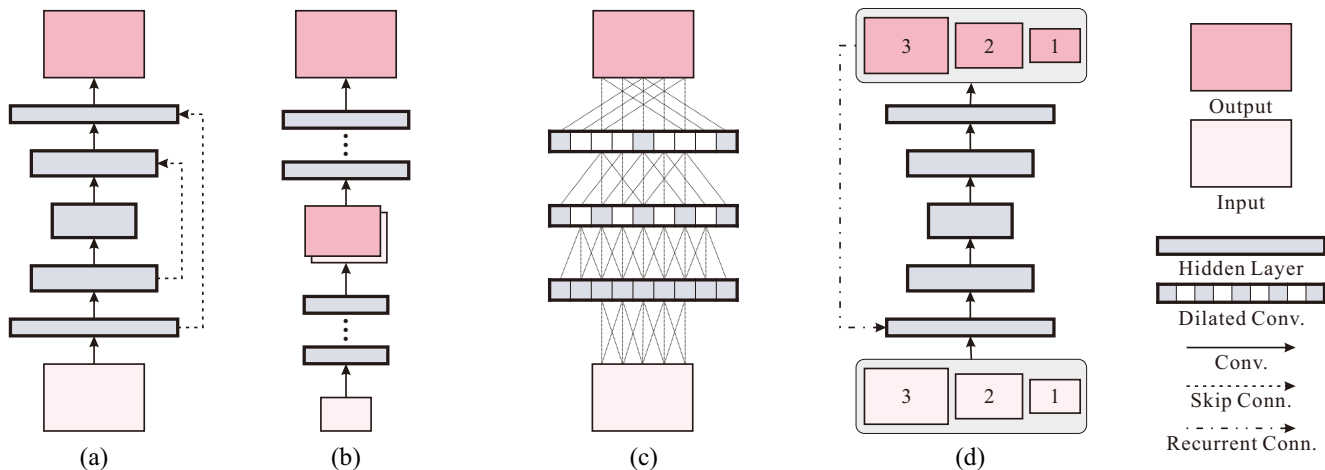 3 2 1
Output
Input
Hidden Layer
Dilated Conv.
3 2 1
Conv.
Skip Conn.
Recurrent Conn.
(a) (b) (c) (d)